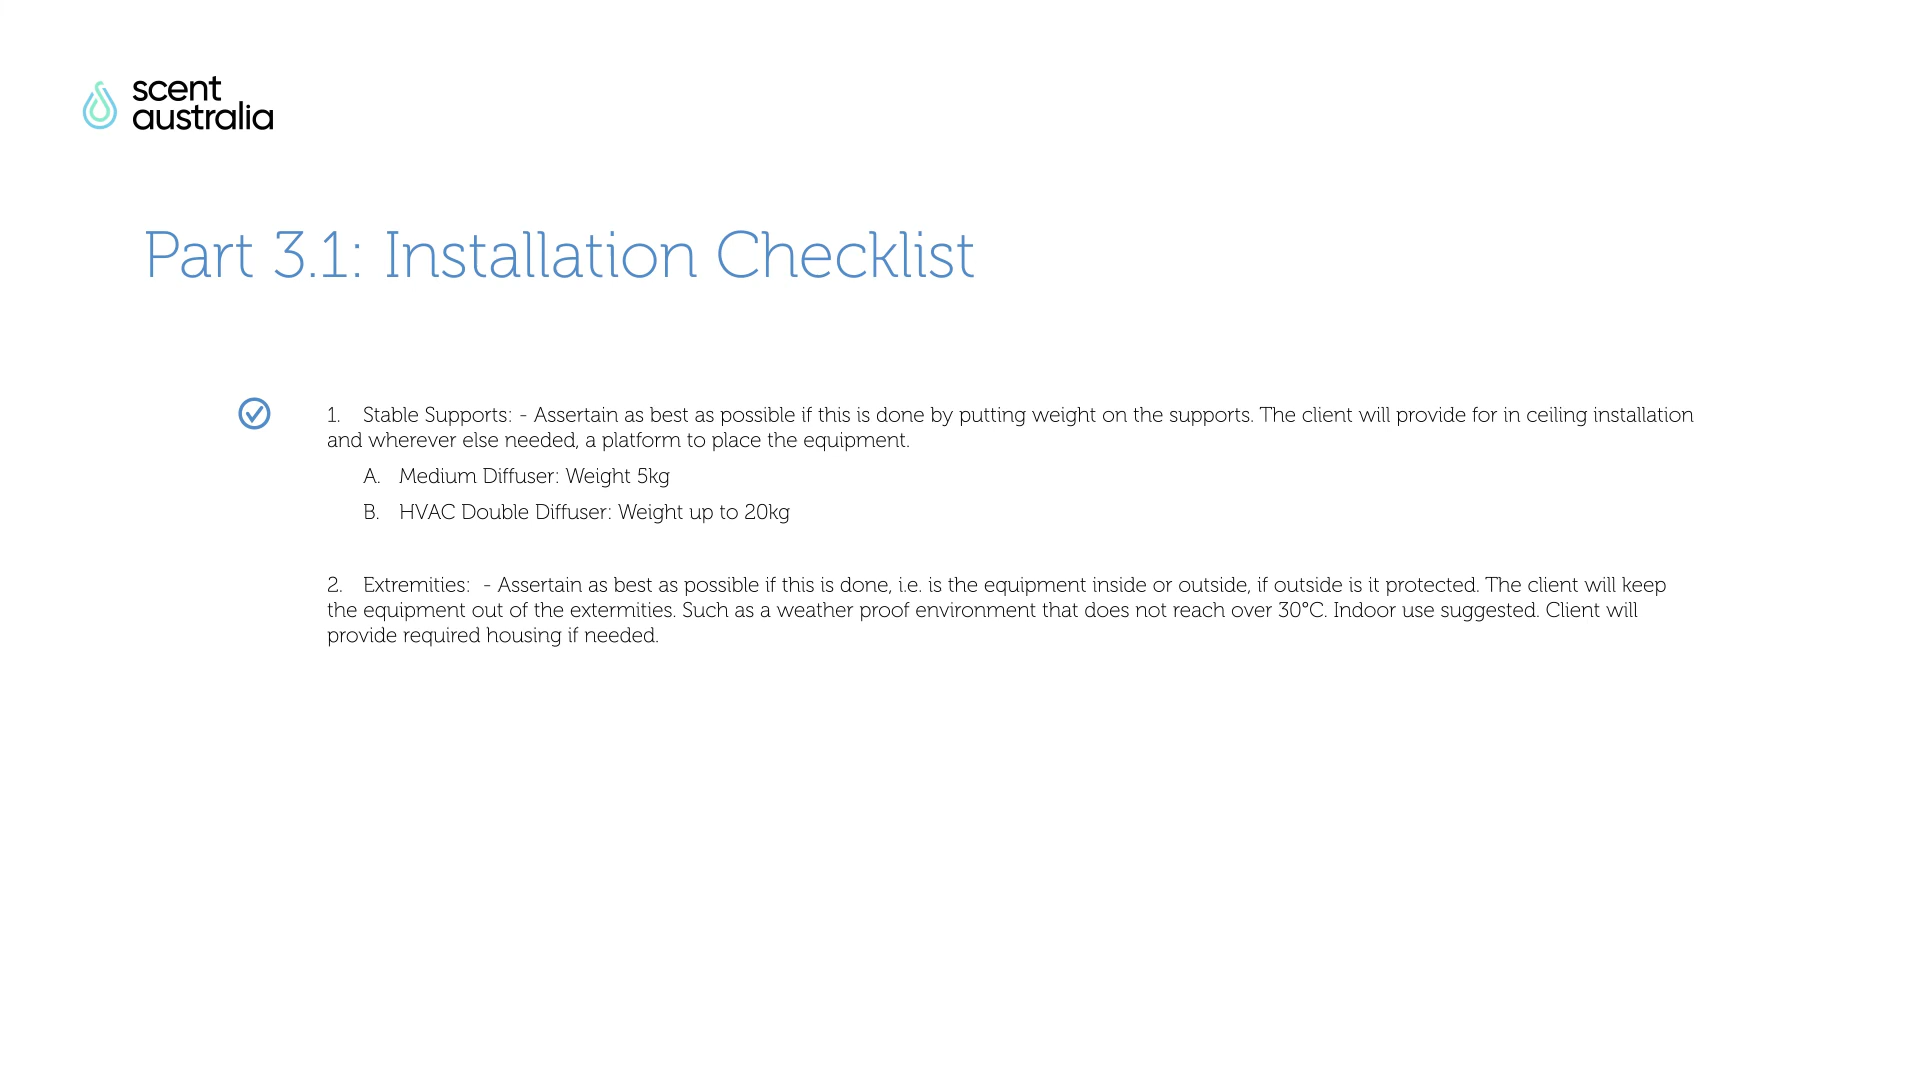 scent
australia
Part 3.1: Installation Checklist
1. Stable Supports: - Assertain as best as possible if this is done by putting weight on the supports. The client will provide for in ceiling installation
and wherever else needed, a platform to place the equipment.
A. Medium Diffuser: Weight 5kg
B. HVAC Double Diffuser: Weight up to 20kg
2. Extremities: - Assertain as best as possible if this is done, i.e. is the equipment inside or outside, if outside is it protected. The client will keep
the equipment out of the extermities. Such as a weather proof environment that does not reach over 30°C. Indoor use suggested. Client will
provide required housing if needed.